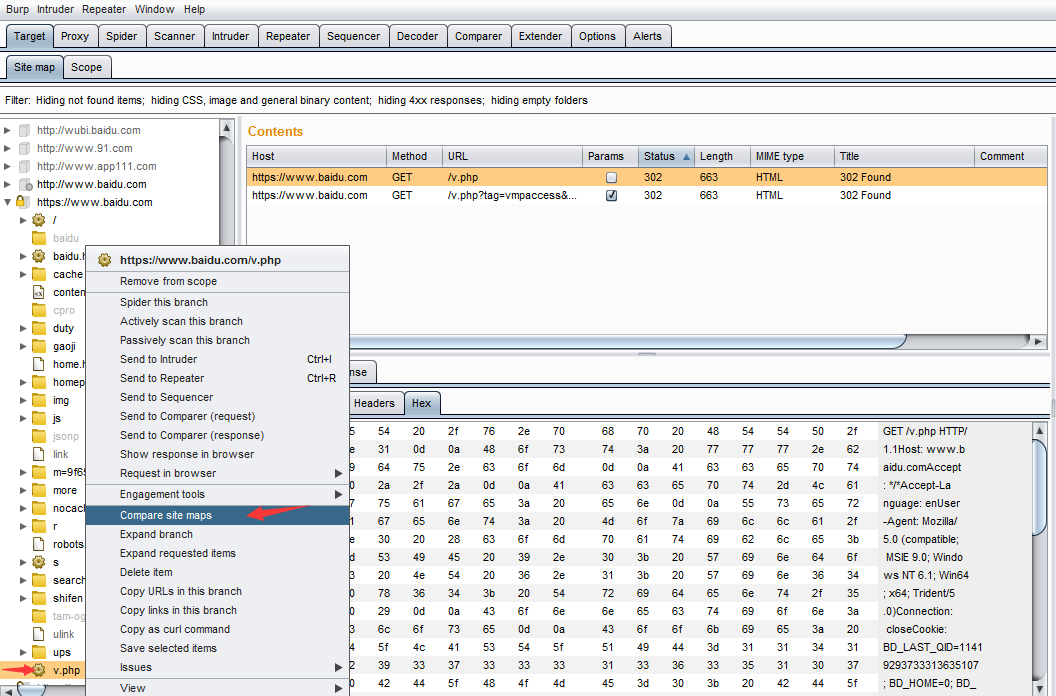 Burp Intruder Repeater Window Help
Target Proxy Spider Scanner Intruder Repeater Sequencer Decoder Comparer Extender Options Alerts
Site map Scope
Filter: Hiding not found items; hiding CSS, image and general binary content; hiding 4xx responses; hiding empty folders
http://wubi.baidu.com
http://www.91.com
http://www.app111.com
http://www.baidu.com
https://www.baidu.com
/
baidu
baidu.h
cache
conten
cpro
duty
gaoji
home.h
homep
img
js
jsonp
link
m=9f65
more
nocach
r
robots
s
search
shifen
tam-og
ulink
ups
v.php
Contents
Host Method URL Params Status Length MIME type Title Comment
https://www.baidu.com GET /v.php 302 663 HTML 302 Found
https://www.baidu.com GET /v.php?tag=vmpaccess&... 302 663 HTML 302 Found
https://www.baidu.com/v.php
Remove from scope
Spider this branch
Actively scan this branch
Passively scan this branch
Send to Intruder Ctrl+I
Send to Repeater Ctrl+R
Send to Sequencer
Send to Comparer (request)
Send to Comparer (response)
Show response in browser
Request in browser
Engagement tools
Compare site maps
Expand branch
Expand requested items
Delete item
Copy URLs in this branch
Copy links in this branch
Copy as curl command
Save selected items
Issues
View
nse
Headers Hex
5 54 20 2f 76 2e 70 68 70 20 48 54 54 50 2f GET /v.php HTTP/
e 31 0d 0a 48 6f 73 74 3a 20 77 77 77 2e 62 1.1Host: www.b
9 64 75 2e 63 6f 6d 0d 0a 41 63 63 65 70 74 aidu.comAccept
0 2a 2f 2a 0d 0a 41 63 63 65 70 74 2d 4c 61 : */*Accept-La
7 75 61 67 65 3a 20 65 6e 0d 0a 55 73 65 72 nguage: enUser
1 67 65 6e 74 3a 20 4d 6f 7a 69 6c 6c 61 2f -Agent: Mozilla/
e 30 20 28 63 6f 6d 70 61 74 69 62 6c 65 3b 5.0 (compatible;
d 53 49 45 20 39 2e 30 3b 20 57 69 6e 64 6f MSIE 9.0; Windo
3 20 4e 54 20 36 2e 31 3b 20 57 69 6e 36 34 ws NT 6.1; Win64
0 78 36 34 3b 20 54 72 69 64 65 6e 74 2f 35 ; x64; Trident/5
0 29 0d 0a 43 6f 6e 6e 65 63 74 69 6f 6e 3a .0)Connection:
3 6c 6f 73 65 0d 0a 43 6f 6f 6b 69 65 3a 20 closeCookie:
4 5f 4c 41 53 54 5f 51 49 44 3d 31 31 34 31 BD_LAST_QID=1141
2 39 33 37 33 33 33 31 33 36 33 35 31 30 37 9293733313635107
0 42 44 5f 48 4f 4d 45 3d 30 3b 20 42 44 5f ; BD_HOME=0; BD_